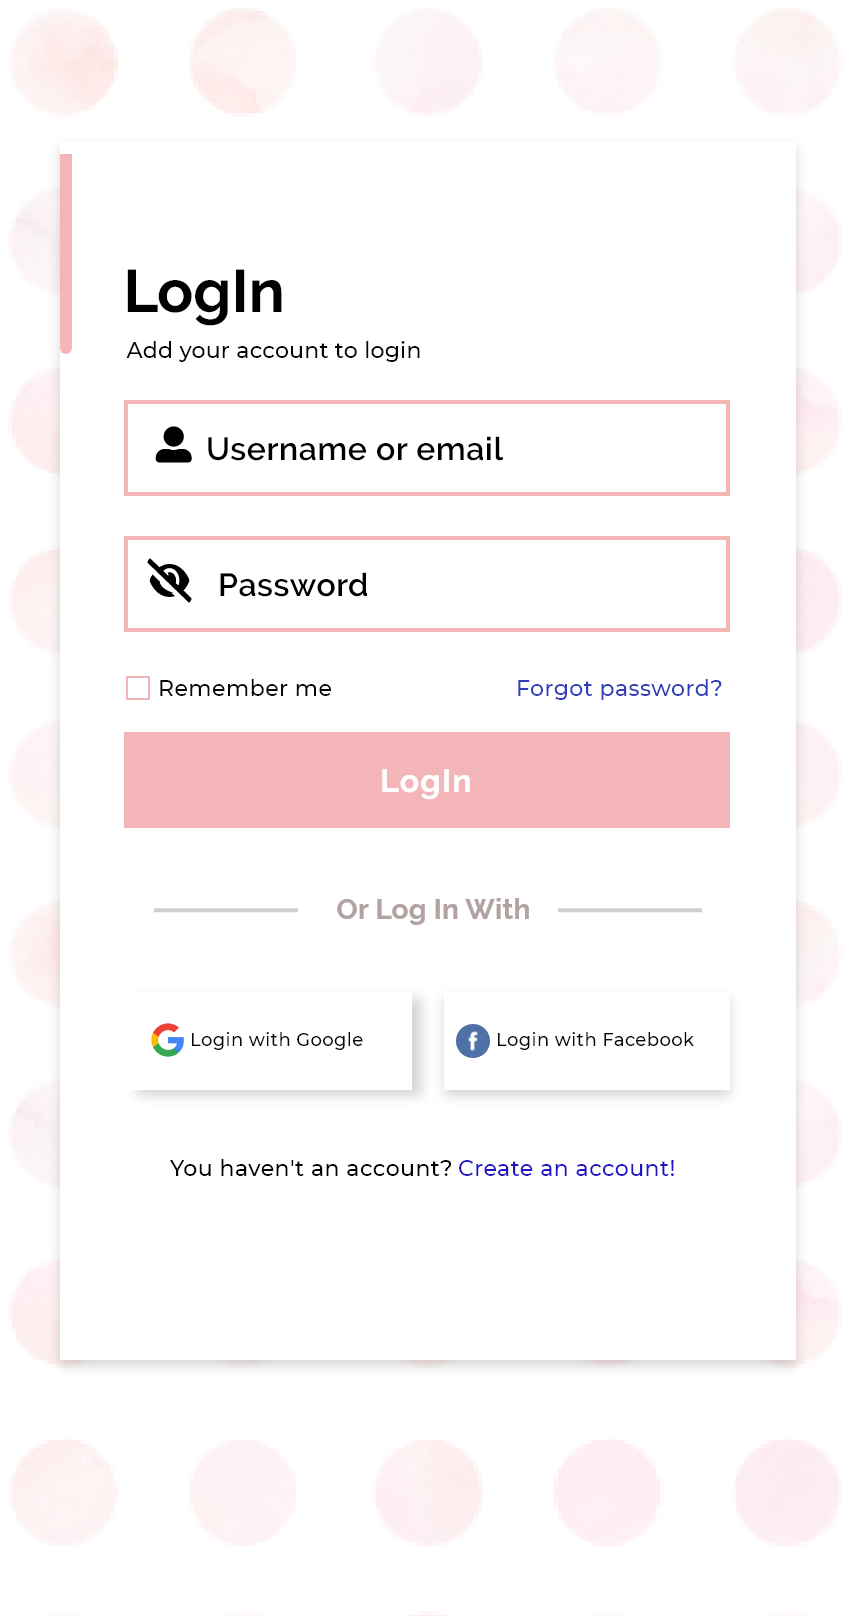 LogIn
Add your account to login
Username or email
Password
Remember me
Forgot password?
LogIn
Or Log In With
Login with Google
Login with Facebook
You haven't an account? Create an account!